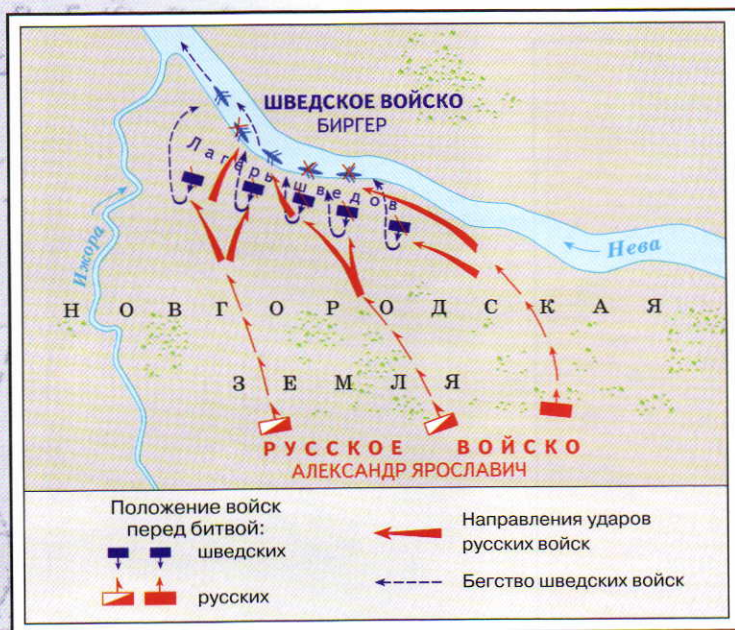 ШВЕДСКОЕ ВОЙСКО
БИРГЕР
Лагерь шведов
Ижора
Нева
НОВГОРОДСКАЯ
ЗЕМЛЯ
РУССКОЕ ВОЙСКО
АЛЕКСАНДР ЯРОСЛАВИЧ
Положение войск
перед битвой:
шведских
русских
Направления ударов
русских войск
Бегство шведских войск